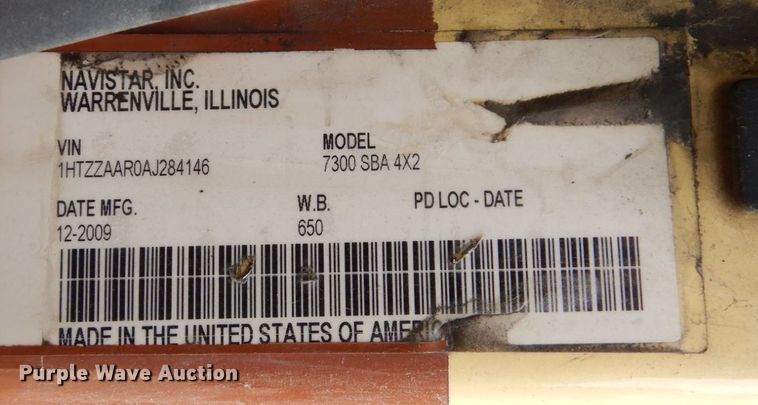 NAVISTAR, INC.
WARRENVILLE, ILLINOIS
VIN MODEL
1HTZZAAR0AJ284146 7300 SBA 4X2
DATE MFG. W.B. PD LOC - DATE
12-2009 650
MADE IN THE UNITED STATES OF
Purple Wave Auction